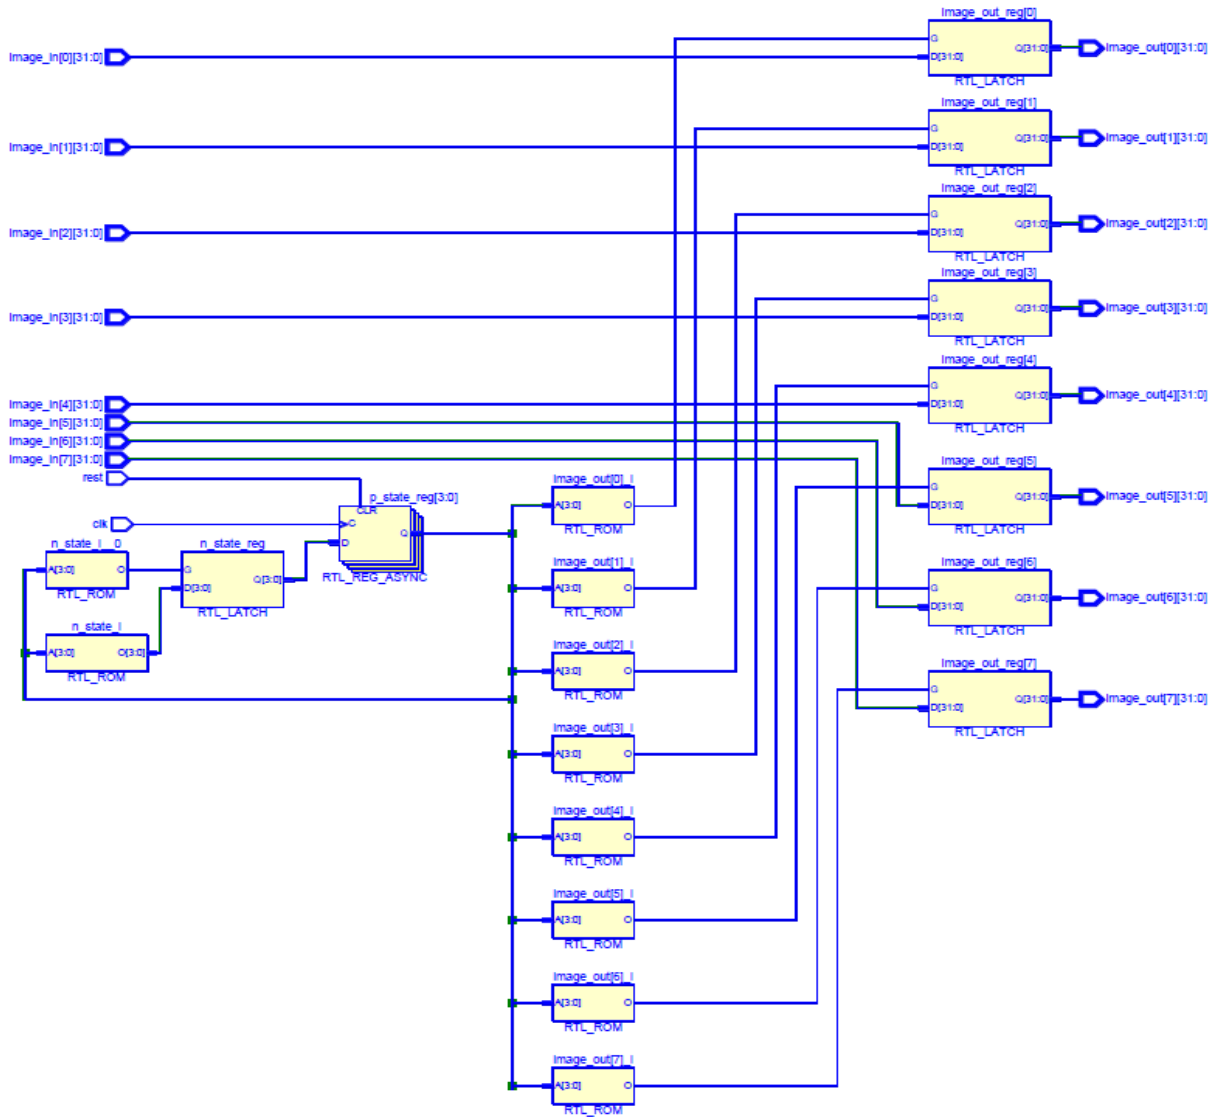 Image_out_reg[0]
Image_in[0][31:0]
G
D[31:0]
Q[31:0]
Image_out[0][31:0]
RTL_LATCH
Image_out_reg[1]
Image_in[1][31:0]
G
D[31:0]
Q[31:0]
Image_out[1][31:0]
RTL_LATCH
Image_out_reg[2]
Image_in[2][31:0]
G
D[31:0]
Q[31:0]
Image_out[2][31:0]
RTL_LATCH
Image_out_reg[3]
Image_in[3][31:0]
G
D[31:0]
Q[31:0]
Image_out[3][31:0]
RTL_LATCH
Image_out_reg[4]
Image_in[4][31:0]
G
D[31:0]
Q[31:0]
Image_out[4][31:0]
RTL_LATCH
Image_in[5][31:0]
Image_in[6][31:0]
Image_in[7][31:0]
rest
clk
Image_out_reg[5]
G
D[31:0]
Q[31:0]
Image_out[5][31:0]
RTL_LATCH
p_state_reg[3:0]
CLR
C
D
Q
RTL_REG_ASYNC
n_state_i__0
A[3:0]
O
RTL_ROM
n_state_reg
G
D[3:0]
Q[3:0]
RTL_LATCH
n_state_i
A[3:0]
O[3:0]
RTL_ROM
Image_out[0]_i
A[3:0]
O
RTL_ROM
Image_out[1]_i
A[3:0]
O
RTL_ROM
Image_out_reg[6]
G
D[31:0]
Q[31:0]
Image_out[6][31:0]
RTL_LATCH
Image_out[2]_i
A[3:0]
O
RTL_ROM
Image_out_reg[7]
G
D[31:0]
Q[31:0]
Image_out[7][31:0]
RTL_LATCH
Image_out[3]_i
A[3:0]
O
RTL_ROM
Image_out[4]_i
A[3:0]
O
RTL_ROM
Image_out[5]_i
A[3:0]
O
RTL_ROM
Image_out[6]_i
A[3:0]
O
RTL_ROM
Image_out[7]_i
A[3:0]
O
RTL_ROM